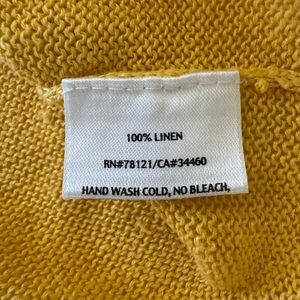 100% LINEN
RN#78121/CA#34460
HAND WASH COLD, NO BLEACH,